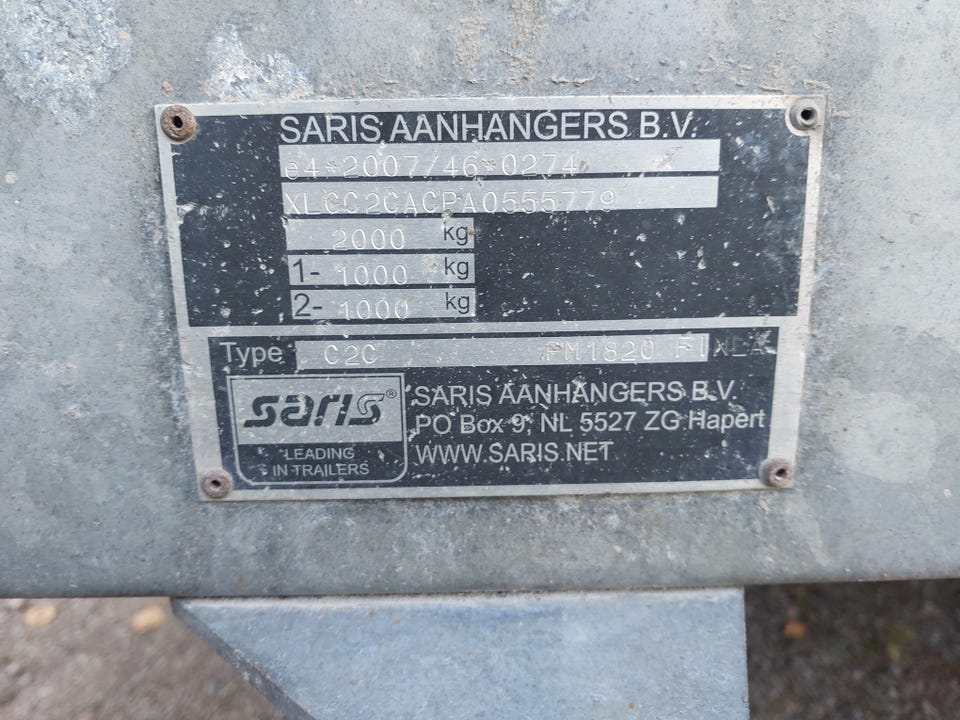 SARIS AANHANGERS B.V.
e4*2007/46*0274
XLCC2CACPA0555779
2000 kg
1- 1000 kg
2- 1000 kg
Type C2C PM1820
saris®
LEADING
IN TRAILERS
SARIS AANHANGERS B.V.
PO Box 9, NL 5527 ZG Hapert
WWW.SARIS.NET